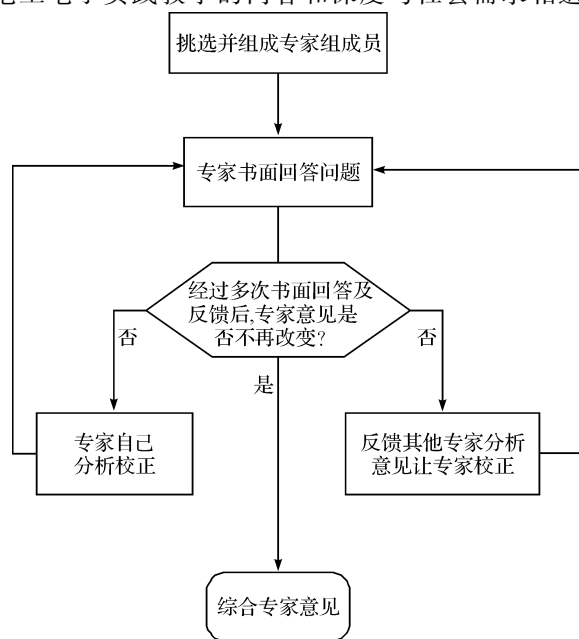 挑选并组成专家组成员
专家书面回答问题
经过多次书面回答及
反馈后,专家意见是
否不再改变?
否
否
是
专家自己
分析校正
反馈其他专家分析
意见让专家校正
综合专家意见